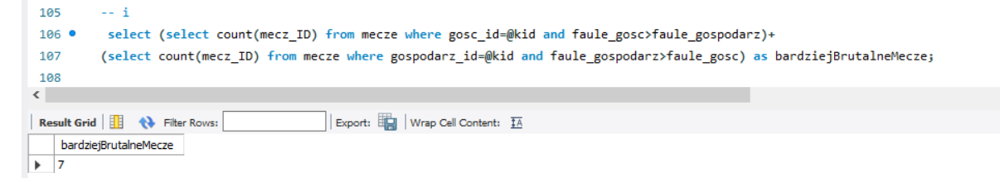 105 -- i
106 select (select count(mecz_ID) from mecze where gosc_id=@kid and faule_gosc>faule_gospodarz)+
107 (select count(mecz_ID) from mecze where gospodarz_id=@kid and faule_gospodarz>faule_gosc) as bardziejBrutalneMecze;
108
Result Grid Filter Rows: Export: Wrap Cell Content: IA
bardziejBrutalneMecze
7